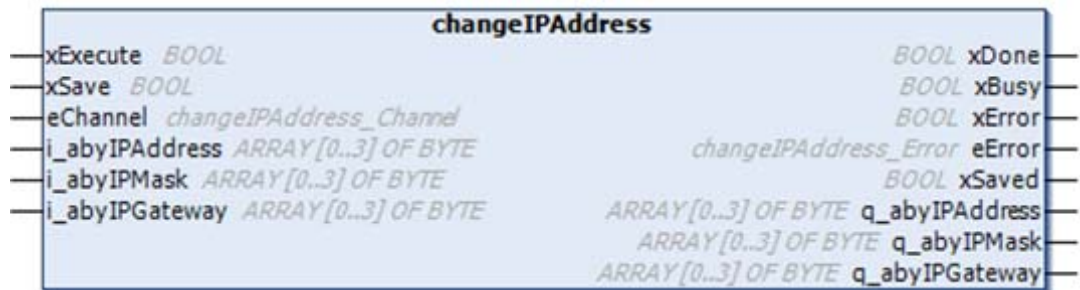 changeIPAddress
xExecute BOOL BOOL xDone
xSave BOOL BOOL xBusy
eChannel changeIPAddress_Channel BOOL xError
i_abyIPAddress ARRAY[0..3] OF BYTE changeIPAddress_Error eError
i_abyIPMask ARRAY[0..3] OF BYTE BOOL xSaved
i_abyIPGateway ARRAY[0..3] OF BYTE ARRAY[0..3] OF BYTE q_abyIPAddress
ARRAY[0..3] OF BYTE q_abyIPMask
ARRAY[0..3] OF BYTE q_abyIPGateway